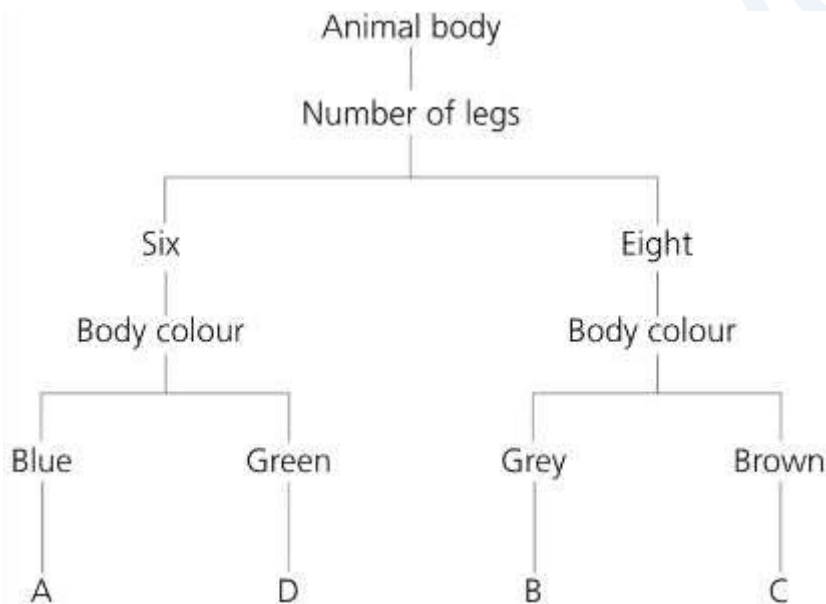 Animal body
Number of legs
Six Eight
Body colour Body colour
Blue Green Grey Brown
A D B C